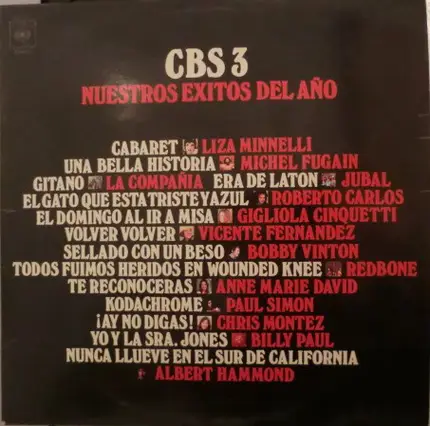 CBS 3
NUESTROS EXITOS DEL AÑO
CABARET LIZA MINNELLI
UNA BELLA HISTORIA MICHEL FUGAIN
GITANO LA COMPAÑIA ERA DE LATON JUBAL
EL GATO QUE ESTA TRISTE Y AZUL ROBERTO CARLOS
EL DOMINGO AL IR A MISA GIGLIOLA CINQUETTI
VOLVER VOLVER VICENTE FERNANDEZ
SELLADO CON UN BESO BOBBY VINTON
TODOS FUIMOS HERIDOS EN WOUNDED KNEE REDBONE
TE RECONOCERAS ANNE MARIE DAVID
KODACHROME PAUL SIMON
¡AY NO DIGAS! CHRIS MONTEZ
YO Y LA SRA. JONES BILLY PAUL
NUNCA LLUEVE EN EL SUR DE CALIFORNIA
ALBERT HAMMOND